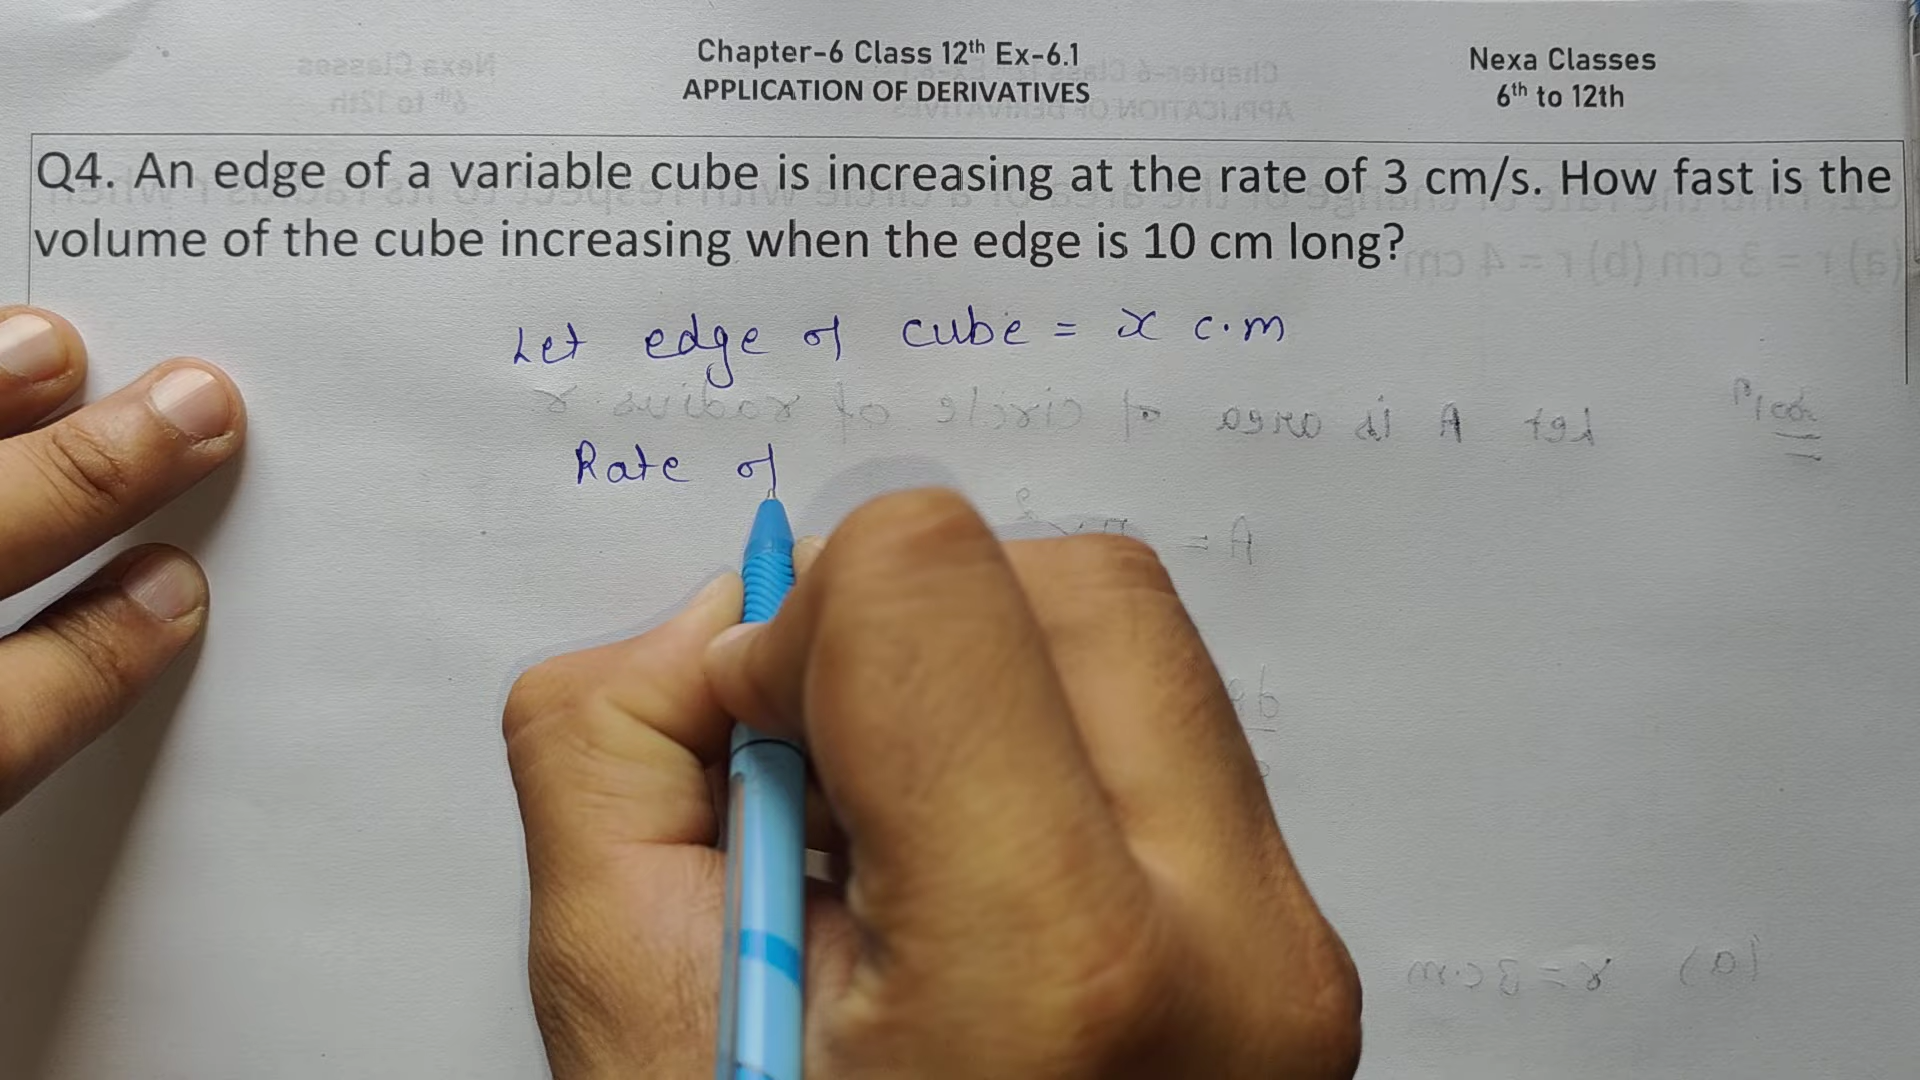 Chapter-6 Class 12th Ex-6.1
APPLICATION OF DERIVATIVES
Nexa Classes
6th to 12th
Q4. An edge of a variable cube is increasing at the rate of 3 cm/s. How fast is the
volume of the cube increasing when the edge is 10 cm long?
Let edge of cube = x c.m
Rate of